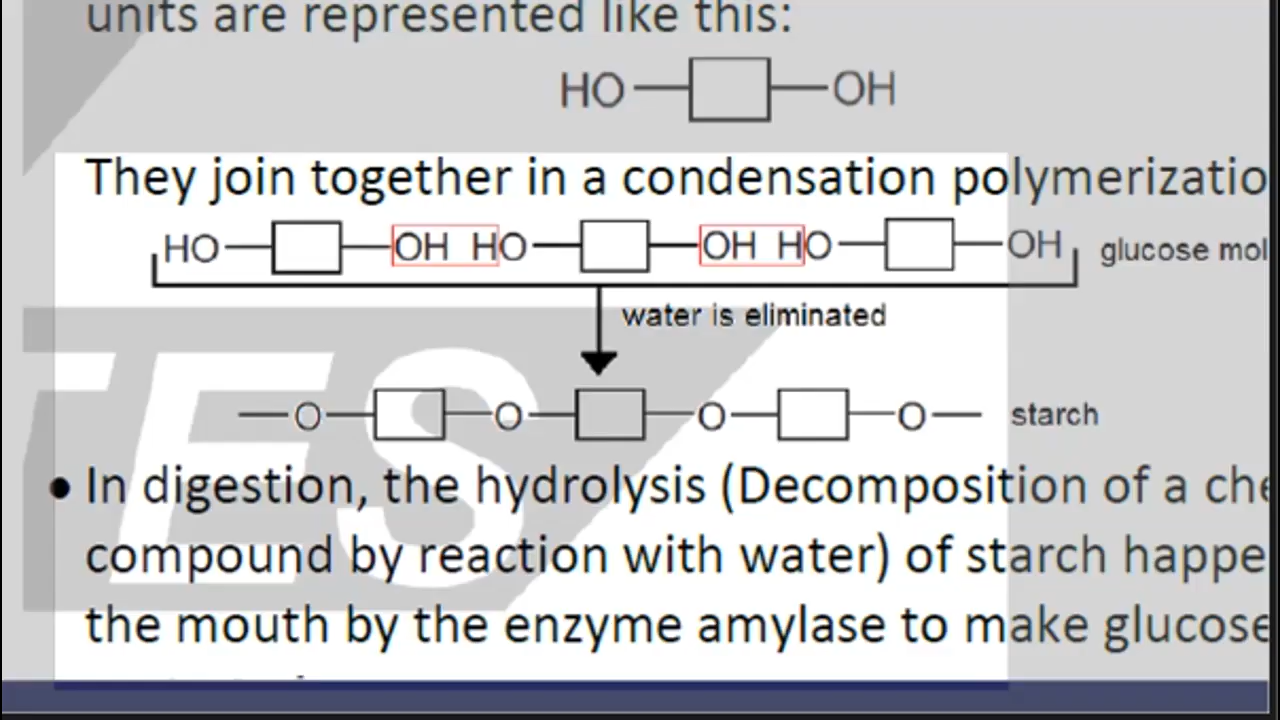 units are represented like this:
HO OH
They join together in a condensation polymerizatio
HO OH HO OH HO OH glucose mol
water is eliminated
O O O O starch
• In digestion, the hydrolysis (Decomposition of a che
compound by reaction with water) of starch happe
the mouth by the enzyme amylase to make glucose
TES